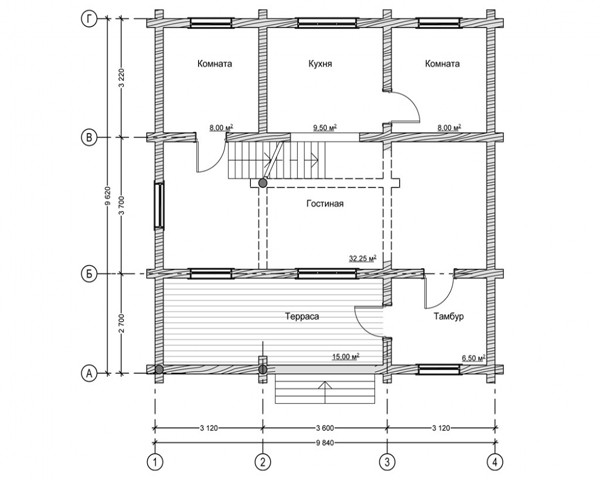 Г
Комната
Кухня
Комната
3 220
8.00 м²
9.50 м²
8.00 м²
В
9 620
3 700
Гостиная
32.25 м²
Б
2 700
Терраса
Тамбур
15.00 м²
6.50 м²
А
3 120
3 600
3 120
9 840
1
2
3
4